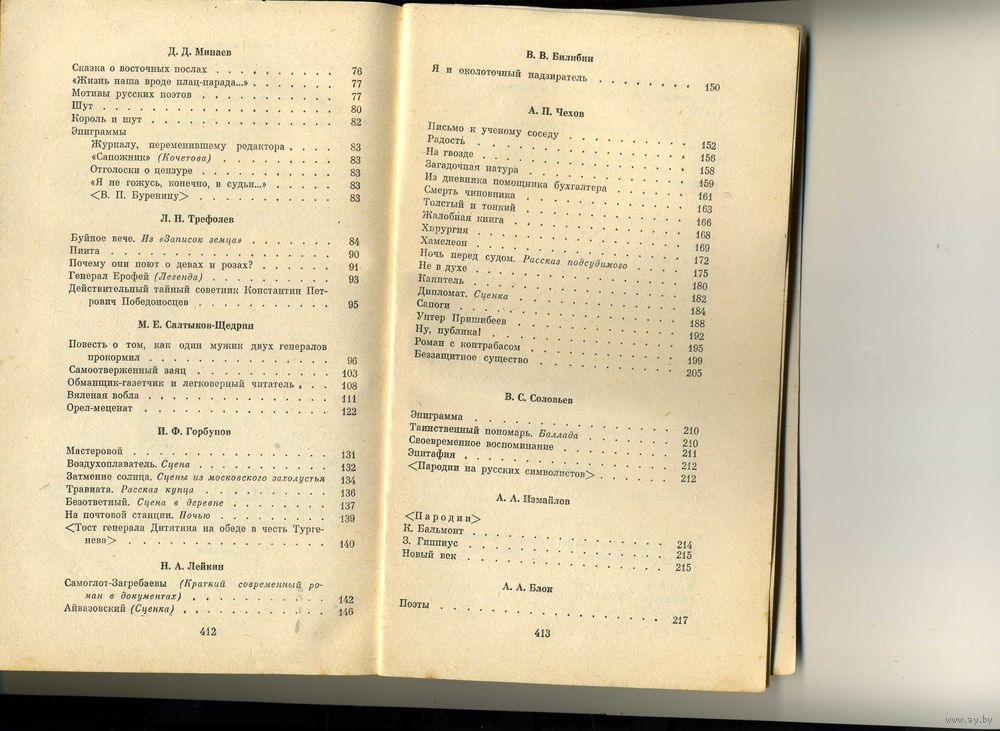 Д. Д. Минаев
Сказка о восточных послах . . . . . . . . . 76
«Жизнь наша вроде плац-парада...» . . . . . . . 77
Мотивы русских поэтов . . . . . . . . . . 77
Шут . . . . . . . . . . . . . . . . . 80
Король и шут . . . . . . . . . . . . . . 82
Эпиграммы
Журналу, переменившему редактора . . . . 83
«Сапожник» (Кочетова) . . . . . . . . . 83
Отголоски о цензуре . . . . . . . . . . 83
«Я не гожусь, конечно, в судьи...» . . . . . 83
<В. П. Буренину> . . . . . . . . . . . 83
Л. Н. Трефолев
Буйное вече. Из «Записок земца» . . . . . . . 84
Пиита . . . . . . . . . . . . . . . . 90
Почему они поют о девах и розах? . . . . . . . 91
Генерал Ерофей (Легенда) . . . . . . . . . . 93
Действительный тайный советник Константин Пет-
рович Победоносцев . . . . . . . . . . . 95
М. Е. Салтыков-Щедрин
Повесть о том, как один мужик двух генералов
прокормил . . . . . . . . . . . . . . 96
Самоотверженный заяц . . . . . . . . . . . 103
Обманщик-газетчик и легковерный читатель . . . 108
Вяленая вобла . . . . . . . . . . . . . . 111
Орел-меценат . . . . . . . . . . . . . . 122
И. Ф. Горбунов
Мастеровой . . . . . . . . . . . . . . . 131
Воздухоплаватель. Сцена . . . . . . . . . . 132
Затмение солнца. Сцены из московского захолустья 134
Травиата. Рассказ купца . . . . . . . . . . 136
Безответный. Сцена в деревне . . . . . . . . 137
На почтовой станции. Ночью . . . . . . . . . 139
<Тост генерала Дитятина на обеде в честь Турге-
нева> . . . . . . . . . . . . . . . . 140
Н. А. Лейкин
Самоглот-Загребаевы (Краткий современный ро-
ман в документах) . . . . . . . . . . . 142
Айвазовский (Сценка) . . . . . . . . . . . 146
412
В. В. Билибин
Я и околоточный надзиратель . . . . . . . . 150
А. П. Чехов
Письмо к ученому соседу . . . . . . . . . . 152
Радость . . . . . . . . . . . . . . . . 156
На гвозде . . . . . . . . . . . . . . . 158
Загадочная натура . . . . . . . . . . . . 159
Из дневника помощника бухгалтера . . . . . . 161
Смерть чиновника . . . . . . . . . . . . 163
Толстый и тонкий . . . . . . . . . . . . 166
Жалобная книга . . . . . . . . . . . . . 168
Хирургия . . . . . . . . . . . . . . . 169
Хамелеон . . . . . . . . . . . . . . . 172
Ночь перед судом. Рассказ подсудимого . . . . 175
Не в духе . . . . . . . . . . . . . . . 180
Канитель . . . . . . . . . . . . . . . 182
Дипломат. Сценка . . . . . . . . . . . . 184
Сапоги . . . . . . . . . . . . . . . . 188
Унтер Пришибеев . . . . . . . . . . . . 192
Ну, публика! . . . . . . . . . . . . . . 195
Роман с контрабасом . . . . . . . . . . . 199
Беззащитное существо . . . . . . . . . . . 205
В. С. Соловьев
Эпиграмма . . . . . . . . . . . . . . . 210
Таинственный пономарь. Баллада . . . . . . . 210
Своевременное воспоминание . . . . . . . . 211
Эпитафия . . . . . . . . . . . . . . . 212
<Пародии на русских символистов> . . . . . . 212
А. А. Измайлов
<Пародии>
К. Бальмонт . . . . . . . . . . . . . . 214
З. Гиппиус . . . . . . . . . . . . . . . 215
Новый век . . . . . . . . . . . . . . . 215
А. А. Блок
Поэты . . . . . . . . . . . . . . . . 217
413
www.ay.by